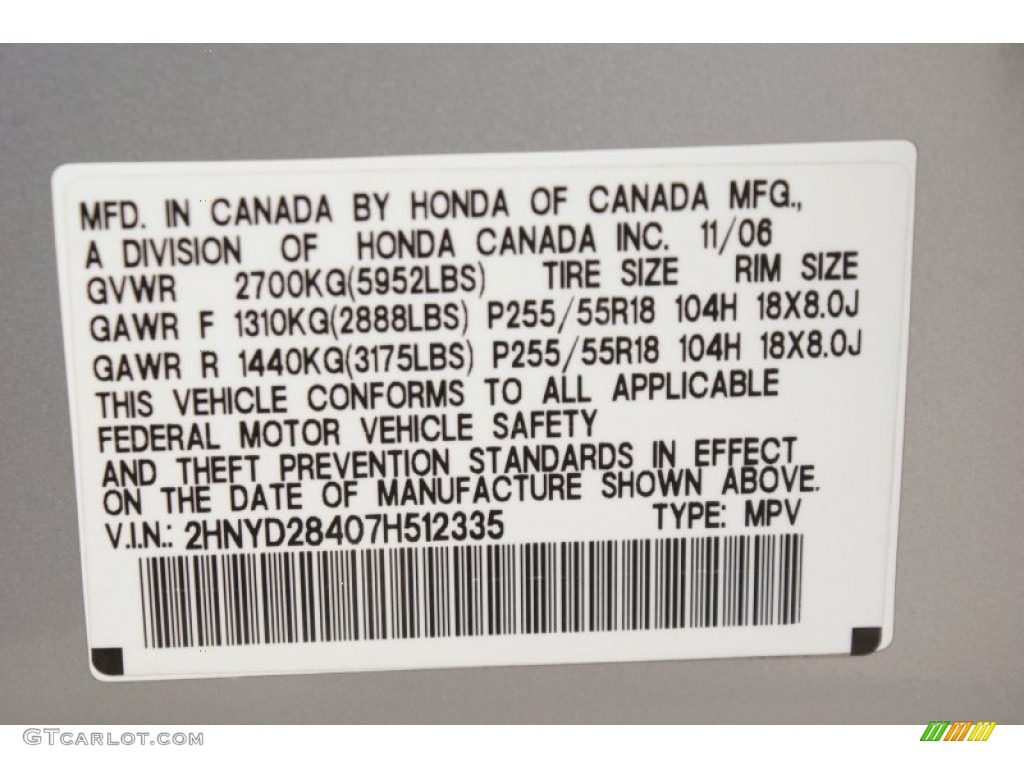 MFD. IN CANADA BY HONDA OF CANADA MFG.,
A DIVISION OF HONDA CANADA INC. 11/06
GVWR 2700KG(5952LBS) TIRE SIZE RIM SIZE
GAWR F 1310KG(2888LBS) P255/55R18 104H 18X8.0J
GAWR R 1440KG(3175LBS) P255/55R18 104H 18X8.0J
THIS VEHICLE CONFORMS TO ALL APPLICABLE
FEDERAL MOTOR VEHICLE SAFETY
AND THEFT PREVENTION STANDARDS IN EFFECT
ON THE DATE OF MANUFACTURE SHOWN ABOVE.
V.I.N.: 2HNYD28407H512335 TYPE: MPV
GTCARLOT.COM